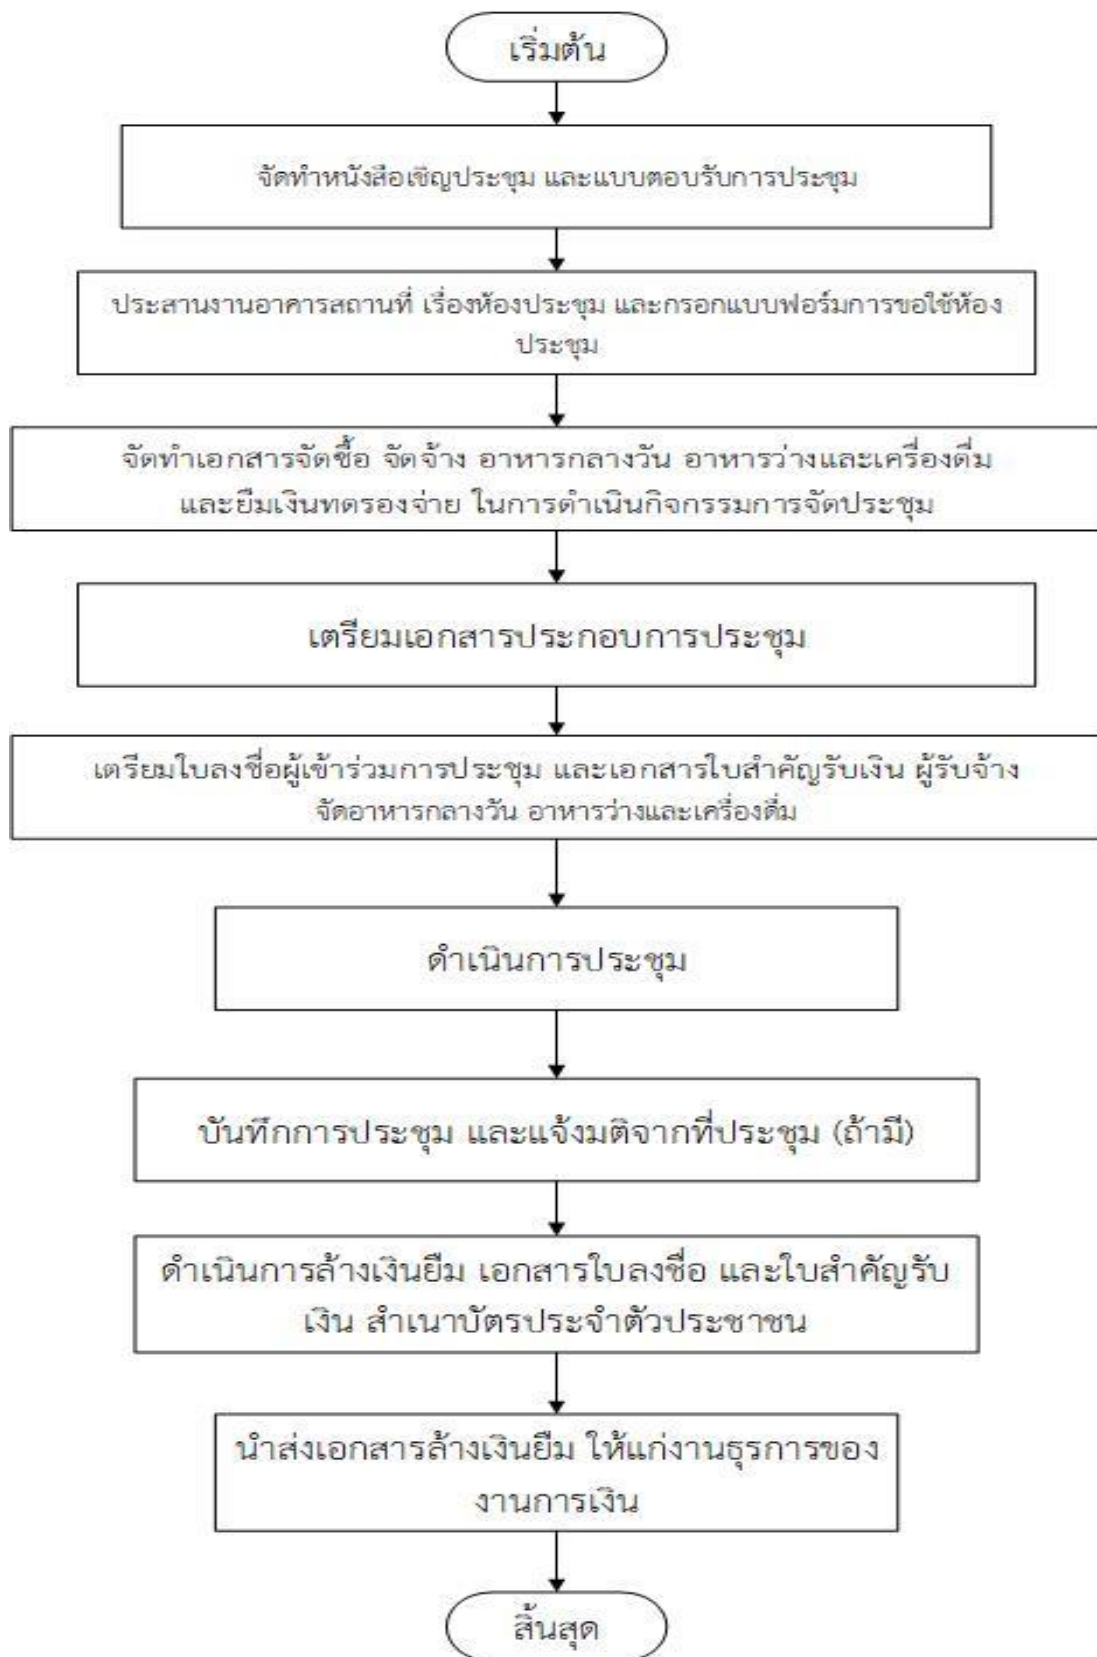 เริ่มต้น
จัดทำหนังสือเชิญประชุม และแบบตอบรับการประชุม
ประสานงานอาคารสถานที่ เรื่องห้องประชุม และกรอกแบบฟอร์มการขอใช้ห้อง
ประชุม
จัดทำเอกสารจัดซื้อ จัดจ้าง อาหารกลางวัน อาหารว่างและเครื่องดื่ม
และยืมเงินทดรองจ่าย ในการดำเนินกิจกรรมการจัดประชุม
เตรียมเอกสารประกอบการประชุม
เตรียมใบลงชื่อผู้เข้าร่วมการประชุม และเอกสารใบสำคัญรับเงิน ผู้รับจ้าง
จัดอาหารกลางวัน อาหารว่างและเครื่องดื่ม
ดำเนินการประชุม
บันทึกการประชุม และแจ้งมติจากที่ประชุม (ถ้ามี)
ดำเนินการล้างเงินยืม เอกสารใบลงชื่อ และใบสำคัญรับ
เงิน สำเนาบัตรประจำตัวประชาชน
นำส่งเอกสารล้างเงินยืม ให้แก่งานธุรการของ
งานการเงิน
สิ้นสุด